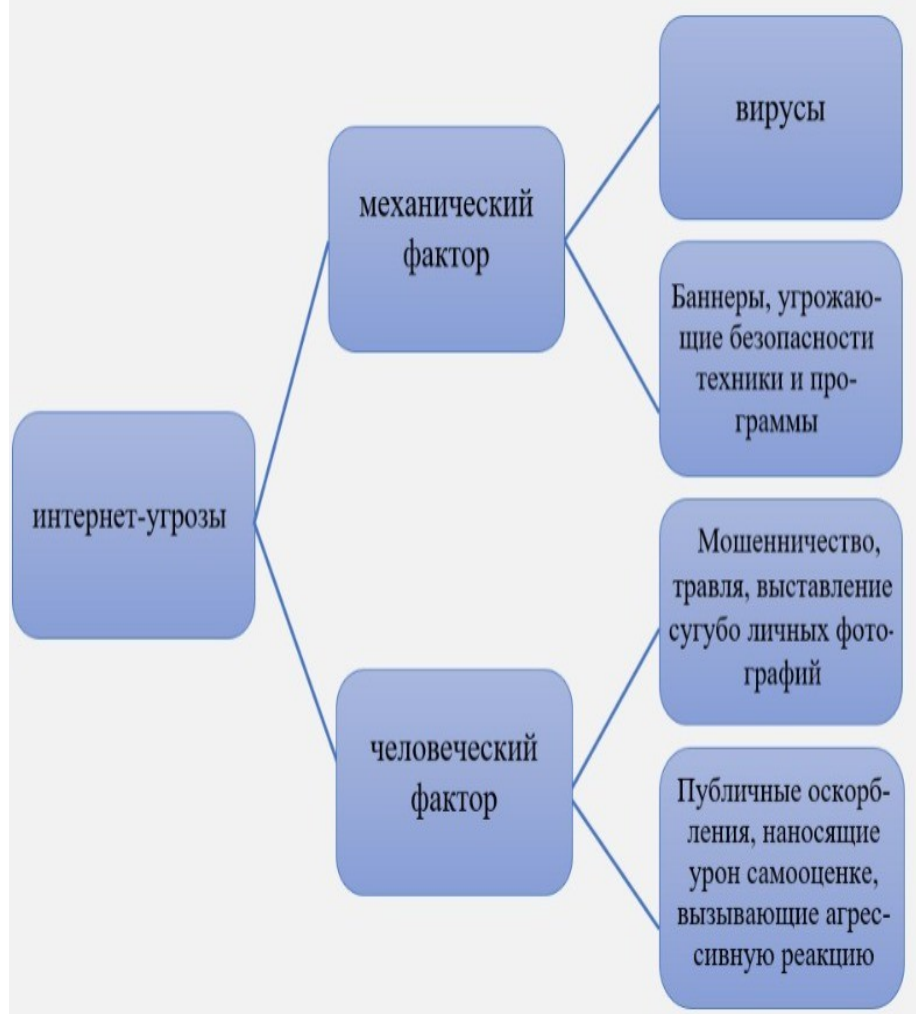 интернет-угрозы
механический
фактор
вирусы
Баннеры, угрожаю-
щие безопасности
техники и про-
граммы
человеческий
фактор
Мошенничество,
травля, выставление
сугубо личных фото-
графий
Публичные оскорб-
ления, наносящие
урон самооценке,
вызывающие агрес-
сивную реакцию